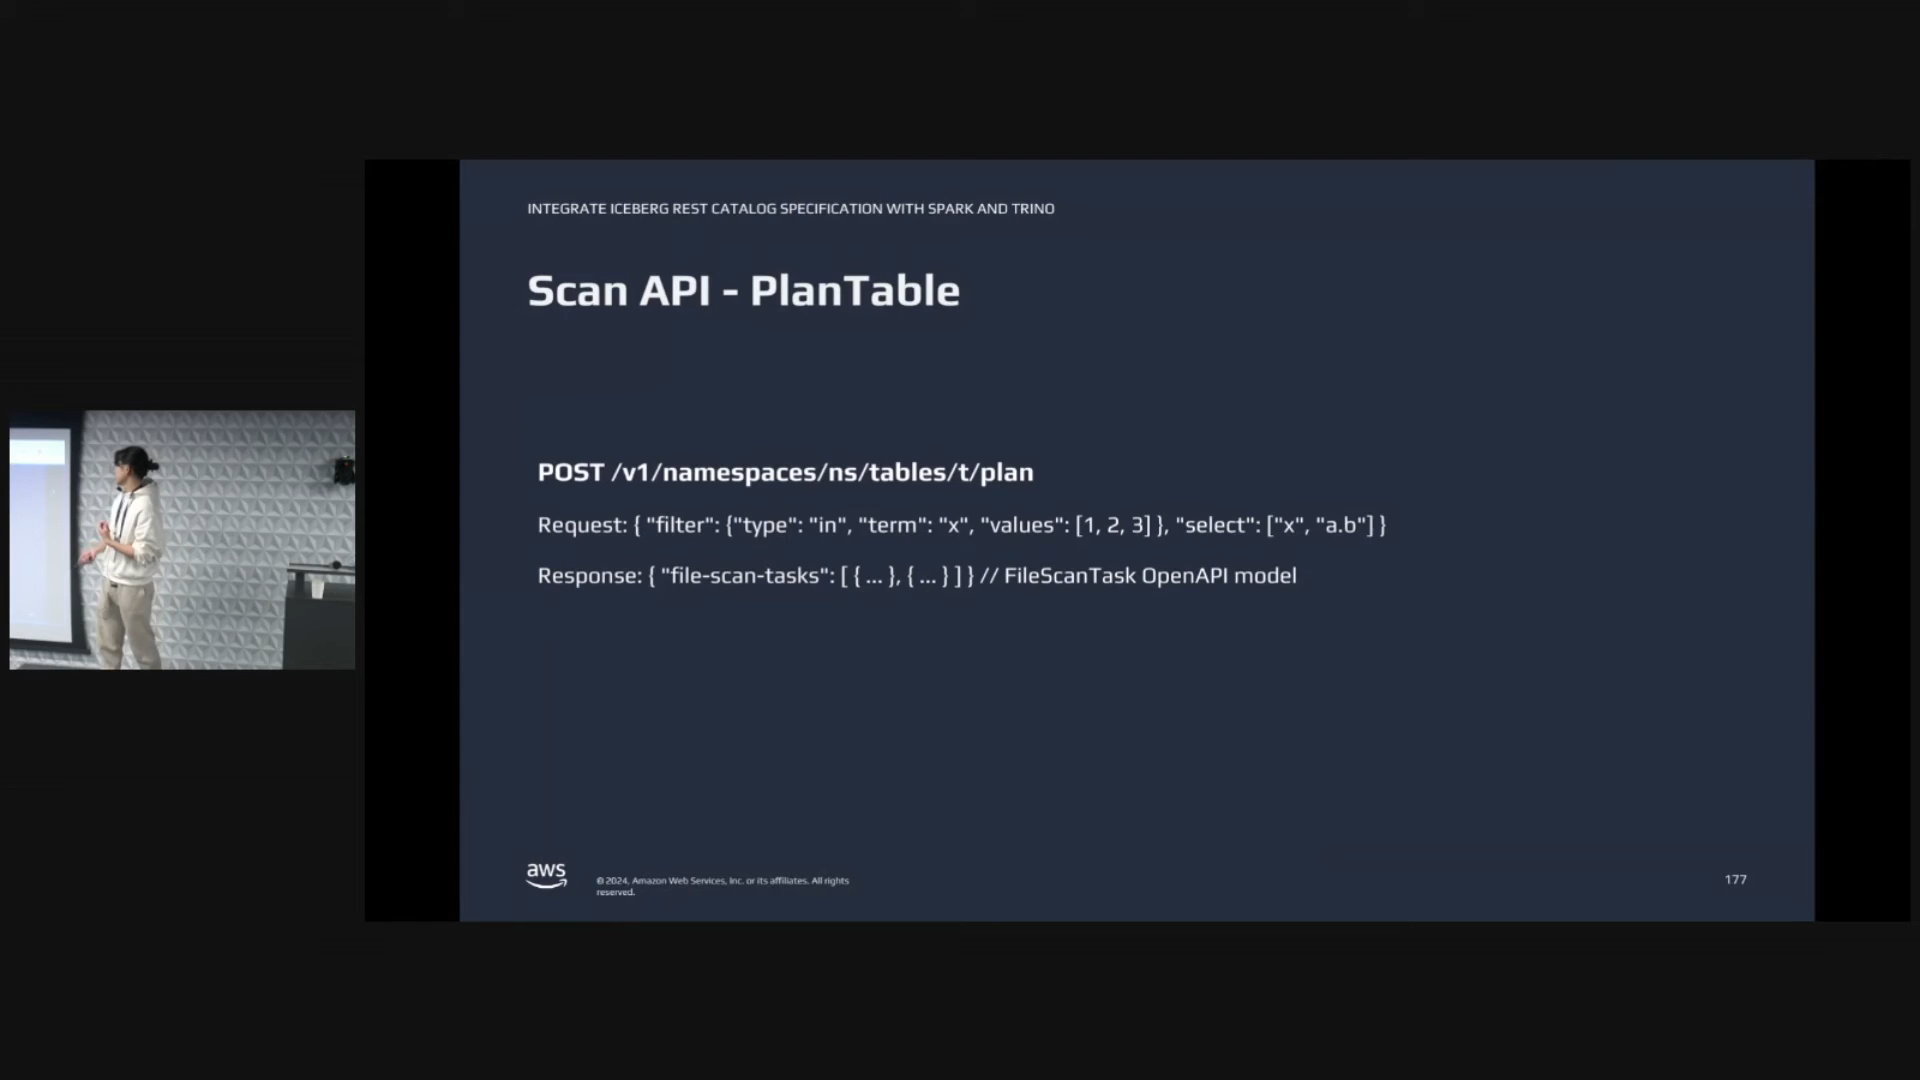 INTEGRATE ICEBERG REST CATALOG SPECIFICATION WITH SPARK AND TRINO
Scan API - PlanTable
POST /v1/namespaces/ns/tables/t/plan
Request: { "filter": {"type": "in", "term": "x", "values": [1, 2, 3] }, "select": ["x", "a.b"] }
Response: { "file-scan-tasks": [ { ... }, { ... } ] } // FileScanTask OpenAPI model
aws
© 2024, Amazon Web Services, Inc. or its affiliates. All rights
reserved.
177